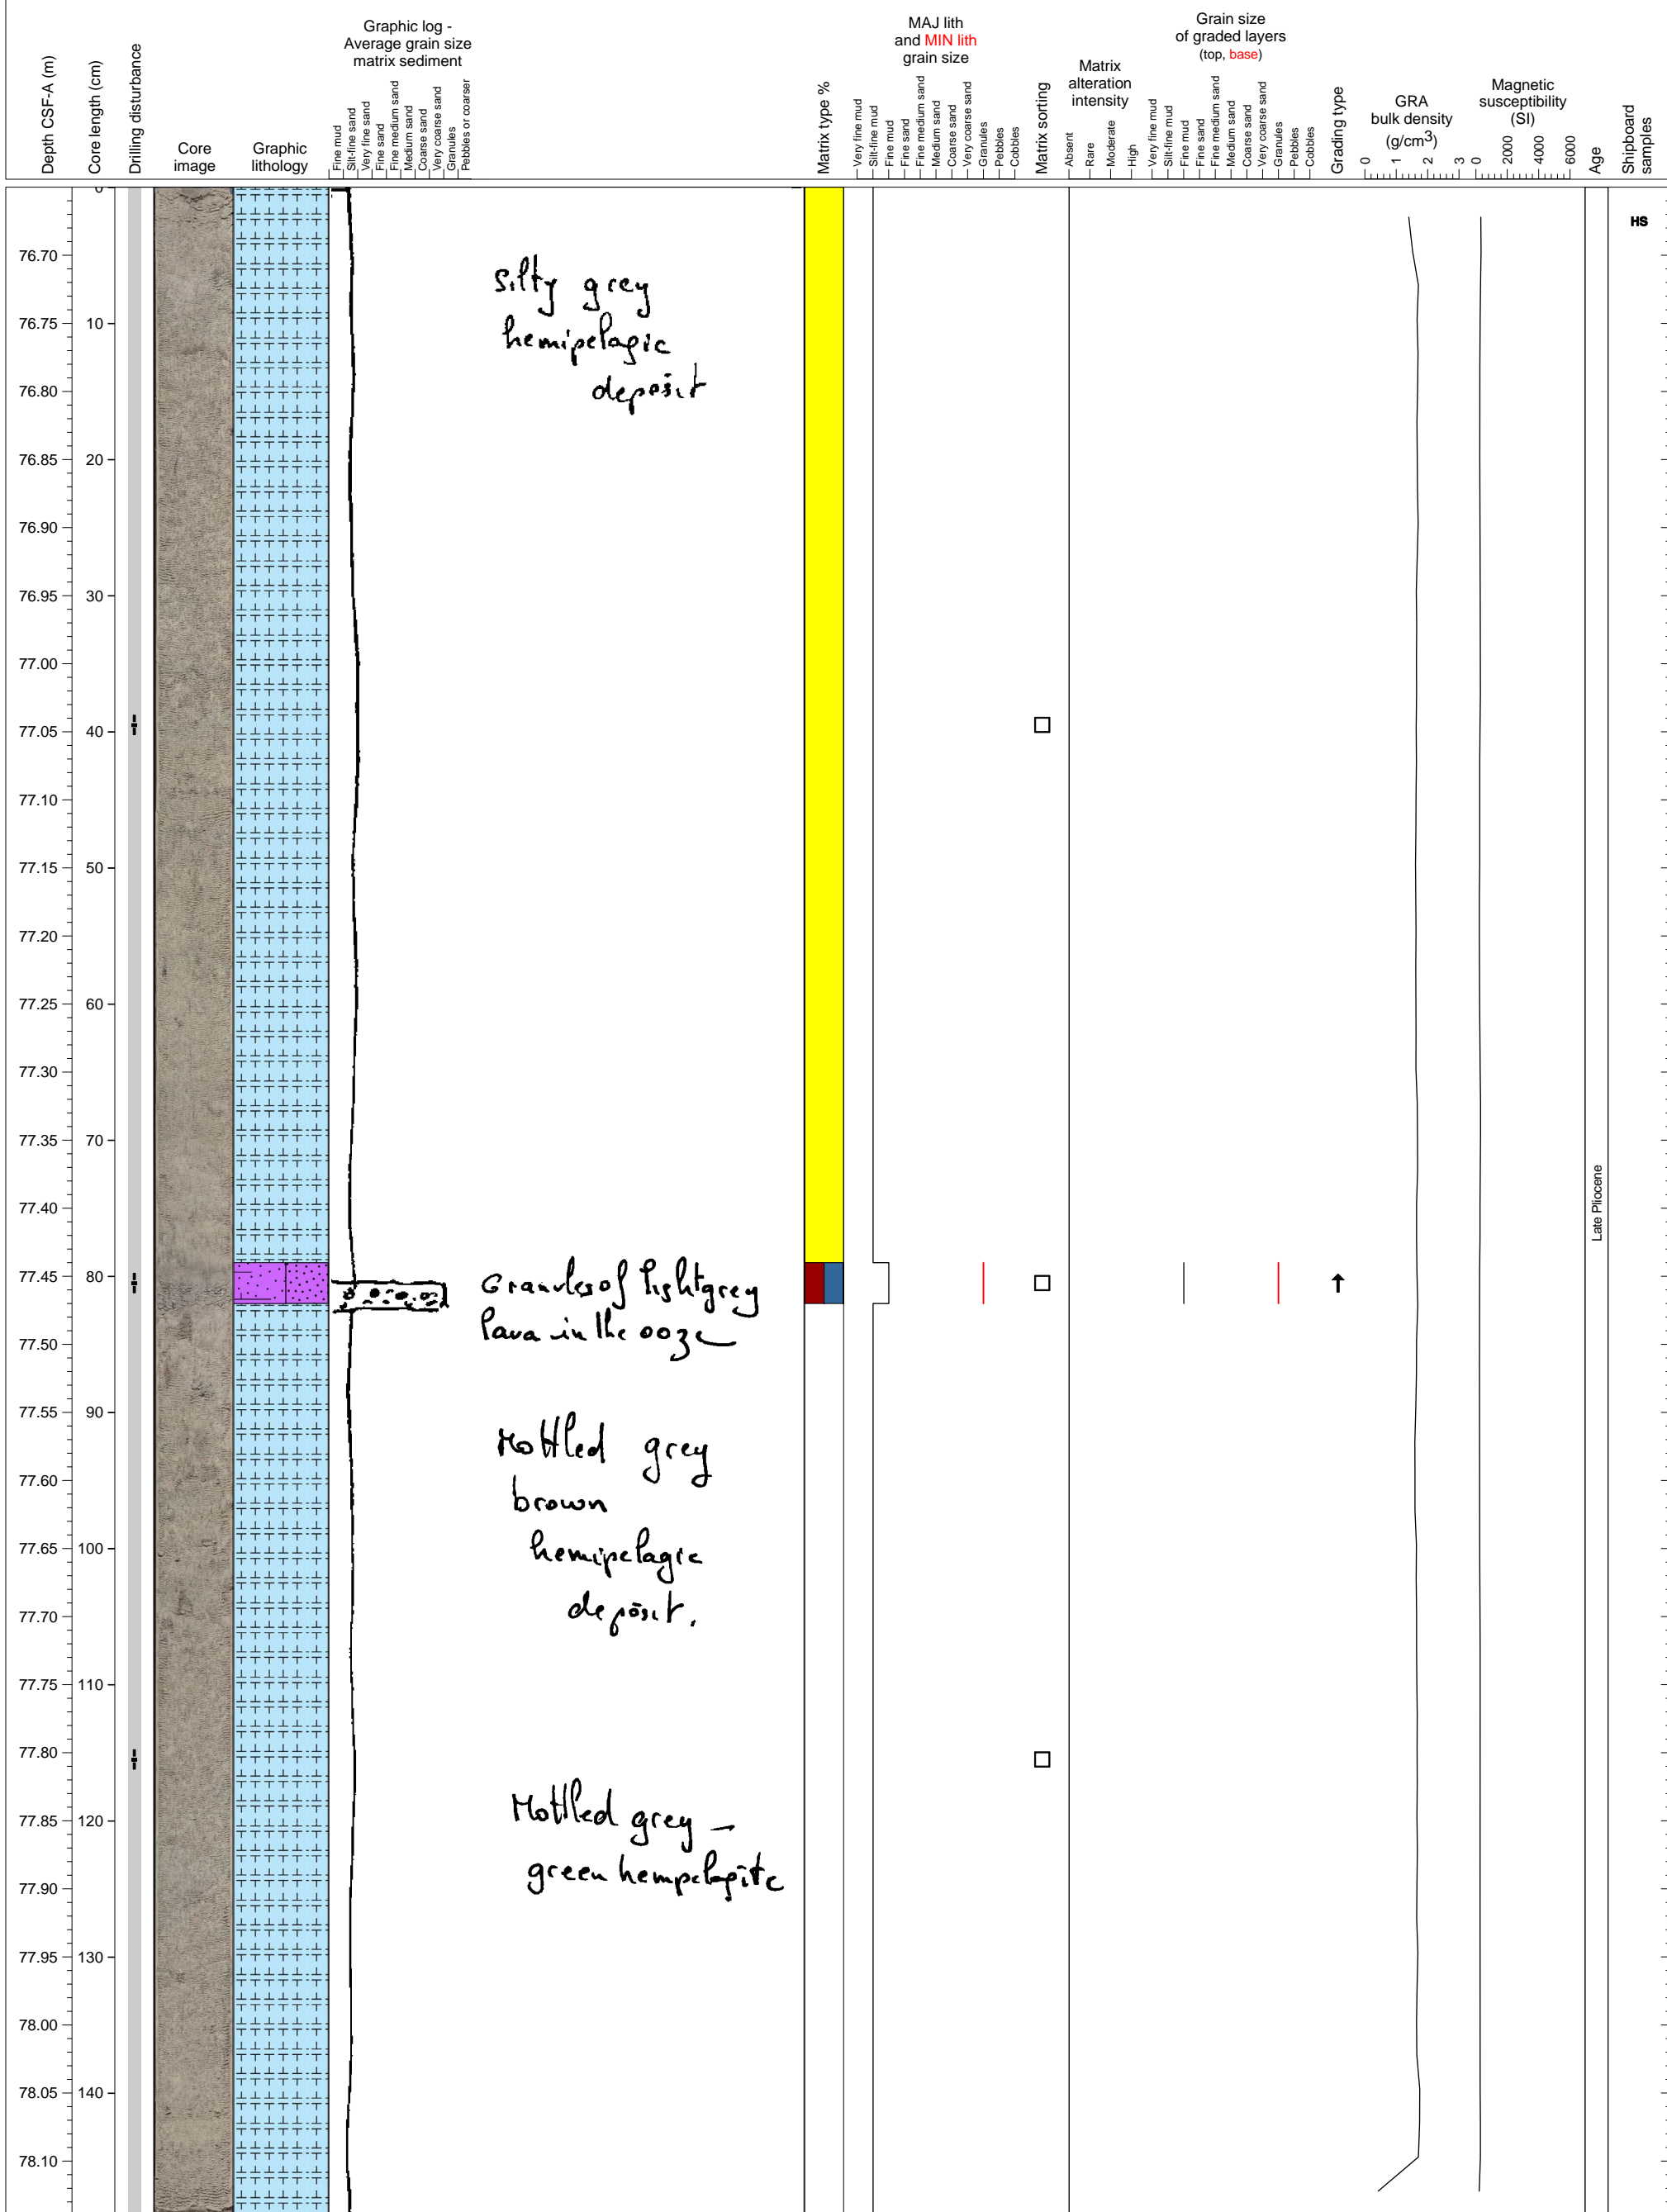 Depth CSF-A (m)
Core length (cm)
Drilling disturbance
Core
image
Graphic
lithology
Graphic log -
Average grain size
matrix sediment
Fine mud
Silt-fine sand
Very fine sand
Fine sand
Fine medium sand
Medium sand
Coarse sand
Very coarse sand
Granules
Pebbles or coarser
Matrix type %
MAJ lith
and MIN lith
grain size
Very fine mud
Silt-fine mud
Fine mud
Fine sand
Fine medium sand
Medium sand
Coarse sand
Very coarse sand
Granules
Pebbles
Cobbles
Matrix sorting
Matrix
alteration
intensity
Absent
Rare
Moderate
High
Grain size
of graded layers
(top, base)
Very fine mud
Silt-fine mud
Fine mud
Fine sand
Fine medium sand
Medium sand
Coarse sand
Very coarse sand
Granules
Pebbles
Cobbles
Grading type
GRA
bulk density
(g/cm3)
0 1 2 3
Magnetic
susceptibility
(SI)
0 2000 4000 6000
Age
Shipboard
samples
0
HS
76.70
76.75 10
76.80
76.85 20
76.90
76.95 30
77.00
77.05 40
77.10
77.15 50
77.20
77.25 60
77.30
77.35 70
77.40
77.45 80
77.50
77.55 90
77.60
77.65 100
77.70
77.75 110
77.80
77.85 120
77.90
77.95 130
78.00
78.05 140
78.10
silty grey
hemipelagic
deposit
Granules of lightgrey
lava in the ooze
Mottled grey
brown
hemipelagic
deposit.
Mottled grey -
green hempelagite
Late Pliocene